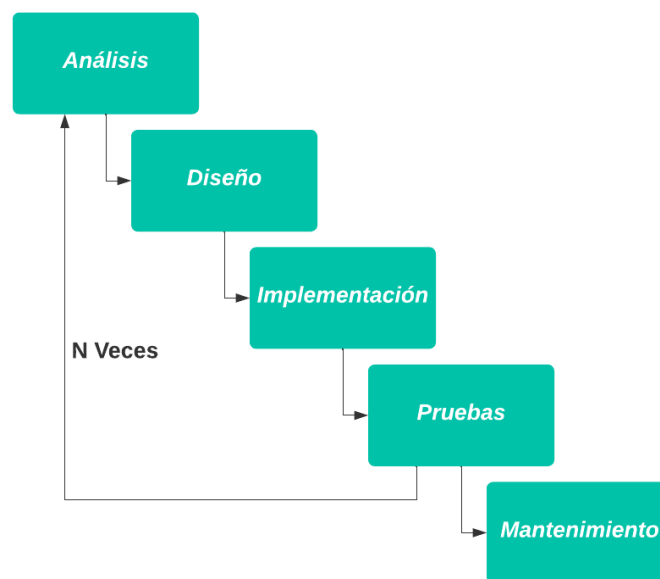 Análisis
Diseño
Implementación
N Veces
Pruebas
Mantenimiento